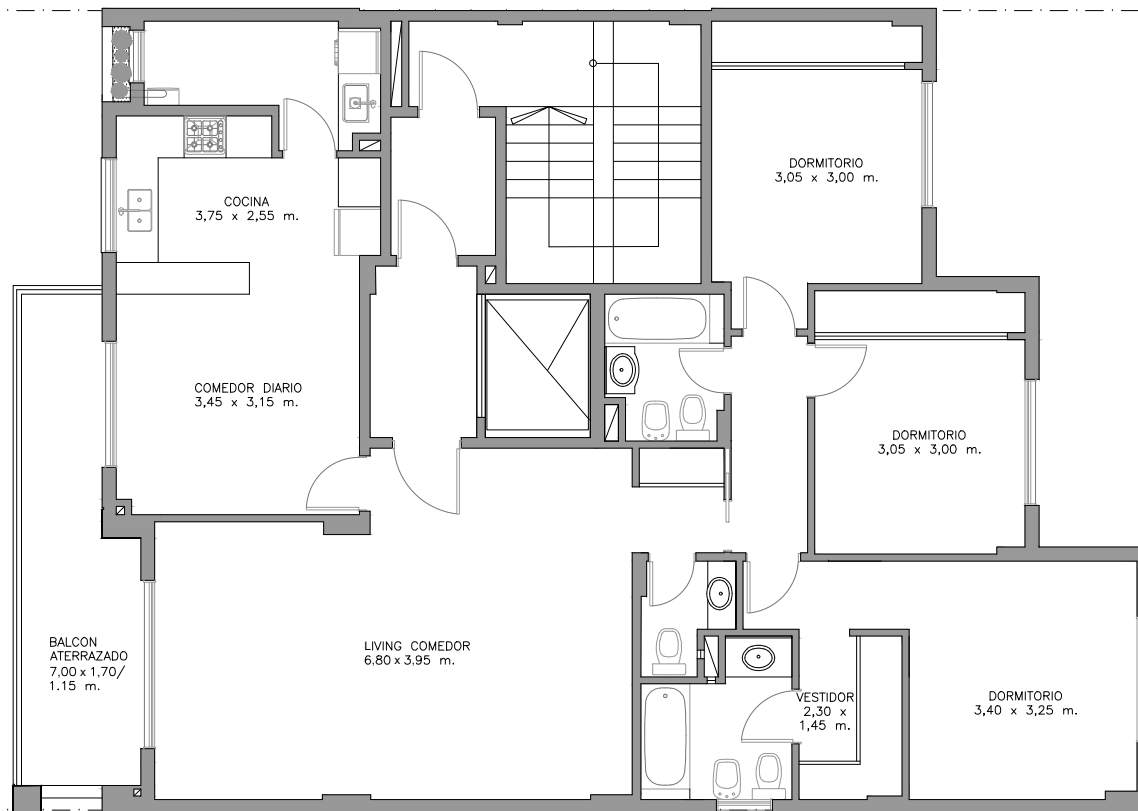 DORMITORIO
3,05 x 3,00 m.
COCINA
3,75 x 2,55 m.
COMEDOR DIARIO
3,45 x 3,15 m.
DORMITORIO
3,05 x 3,00 m.
BALCON
ATERRAZADO
7,00 x 1,70/
1.15 m.
LIVING COMEDOR
6,80 x 3,95 m.
VESTIDOR
2,30 x
1,45 m.
DORMITORIO
3,40 x 3,25 m.